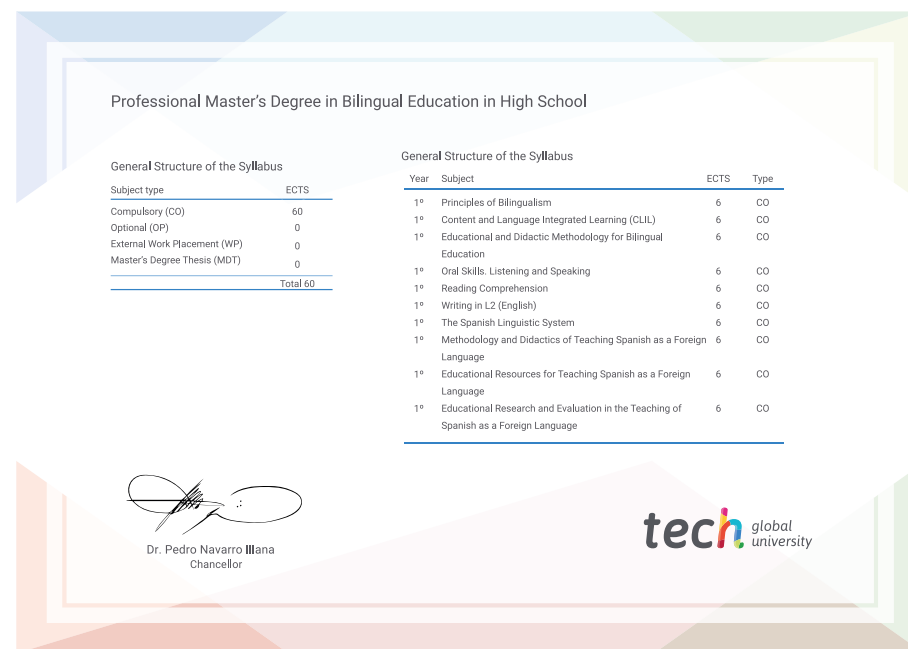 Professional Master's Degree in Bilingual Education in High School
General Structure of the Syllabus
Subject type ECTS
Compulsory (CO) 60
Optional (OP) 0
External Work Placement (WP) 0
Master's Degree Thesis (MDT) 0
Total 60
General Structure of the Syllabus
Year Subject ECTS Type
1º Principles of Bilingualism 6 CO
1º Content and Language Integrated Learning (CLIL) 6 CO
1º Educational and Didactic Methodology for Bilingual 6 CO
Education
1º Oral Skills. Listening and Speaking 6 CO
1º Reading Comprehension 6 CO
1º Writing in L2 (English) 6 CO
1º The Spanish Linguistic System 6 CO
1º Methodology and Didactics of Teaching Spanish as a Foreign 6 CO
Language
1º Educational Resources for Teaching Spanish as a Foreign 6 CO
Language
1º Educational Research and Evaluation in the Teaching of 6 CO
Spanish as a Foreign Language
Dr. Pedro Navarro Illana
Chancellor
tech global
university